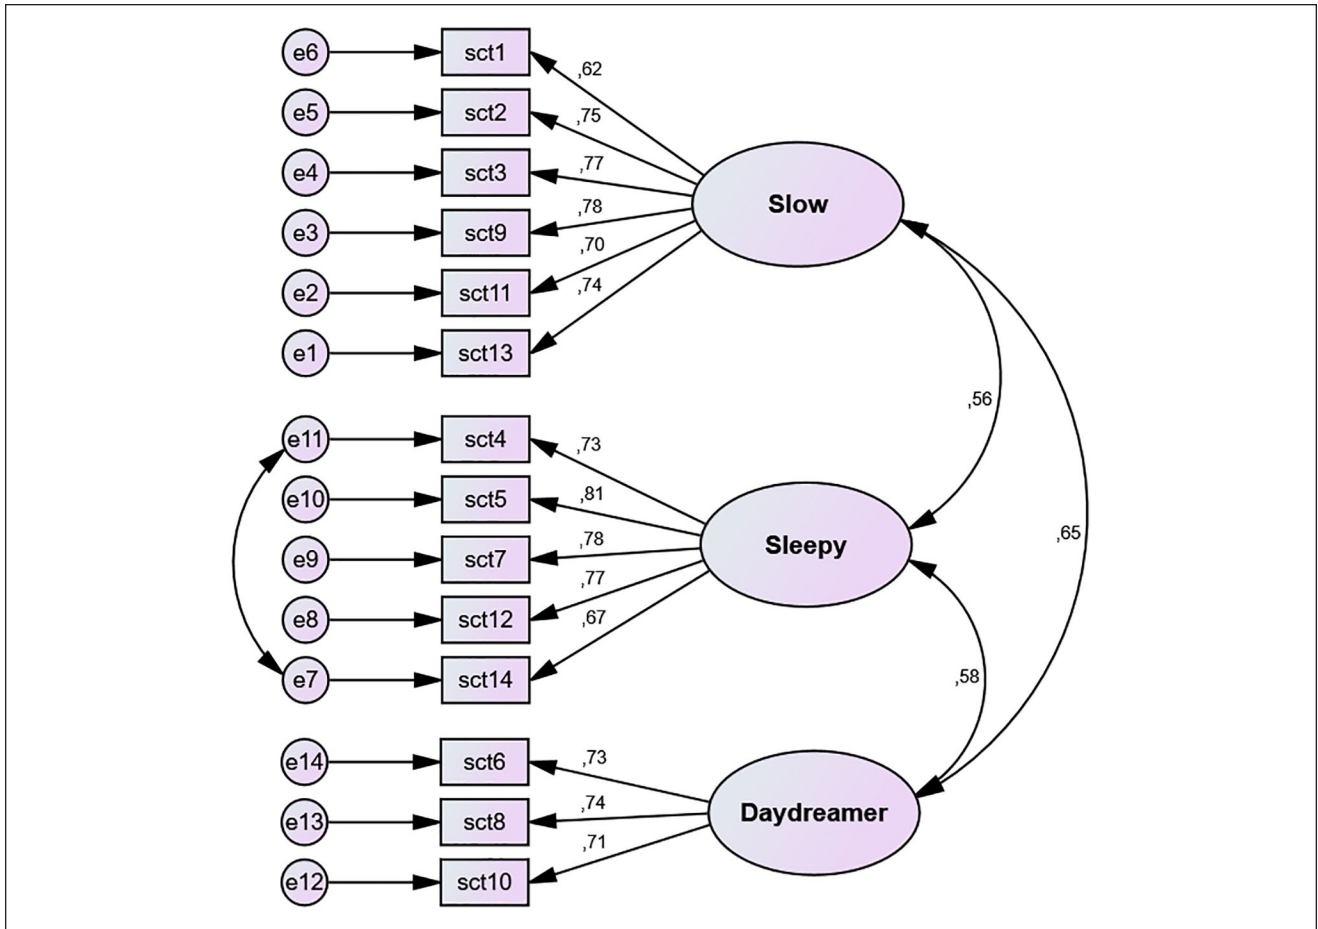 e6 sct1 ,62
e5 sct2 ,75
e4 sct3 ,77
Slow
e3 sct9 ,78
e2 sct11 ,70
e1 sct13 ,74
,56
e11 sct4 ,73
e10 sct5 ,81
,65
e9 sct7 ,78
Sleepy
e8 sct12 ,77
e7 sct14 ,67
,58
e14 sct6 ,73
e13 sct8 ,74
Daydreamer
e12 sct10 ,71